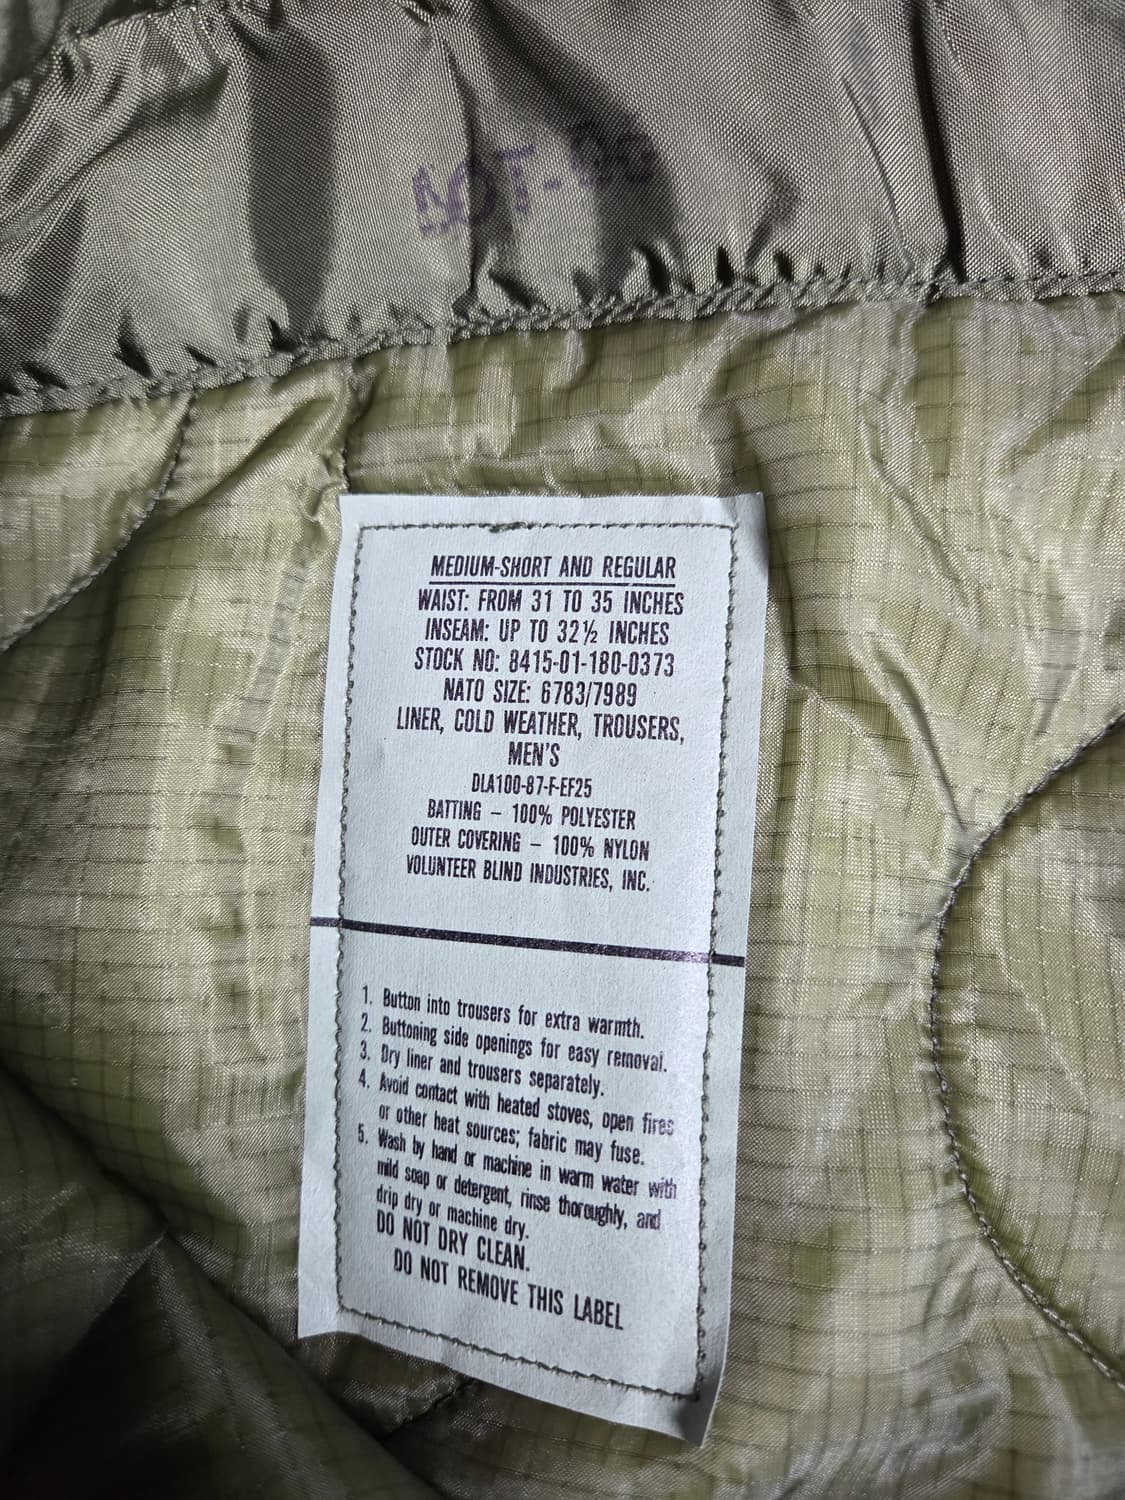 MEDIUM-SHORT AND REGULAR
WAIST: FROM 31 TO 35 INCHES
INSEAM: UP TO 32½ INCHES
STOCK NO: 8415-01-180-0373
NATO SIZE: 6783/7989
LINER, COLD WEATHER, TROUSERS,
MEN'S
DLA100-87-F-EF25
BATTING – 100% POLYESTER
OUTER COVERING – 100% NYLON
VOLUNTEER BLIND INDUSTRIES, INC.
1. Button into trousers for extra warmth.
2. Buttoning side openings for easy removal.
3. Dry liner and trousers separately.
4. Avoid contact with heated stoves, open fires
or other heat sources; fabric may fuse.
5. Wash by hand or machine in warm water with
mild soap or detergent, rinse thoroughly, and
drip dry or machine dry.
DO NOT DRY CLEAN.
DO NOT REMOVE THIS LABEL